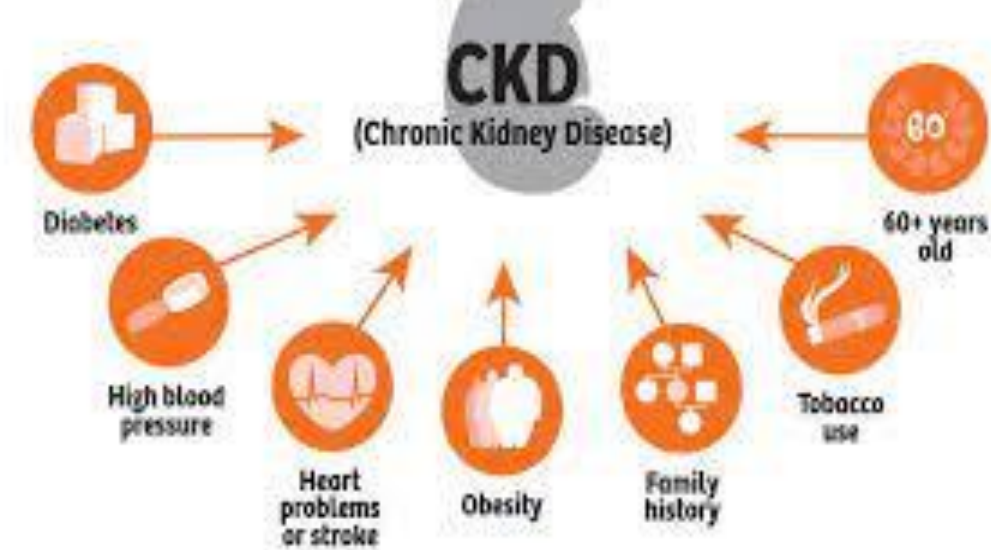 CKD
(Chronic Kidney Disease)
Diabetes
High blood
pressure
Heart
problems
or stroke
Obesity
Family
history
Tobacco
use
60
60+ years
old